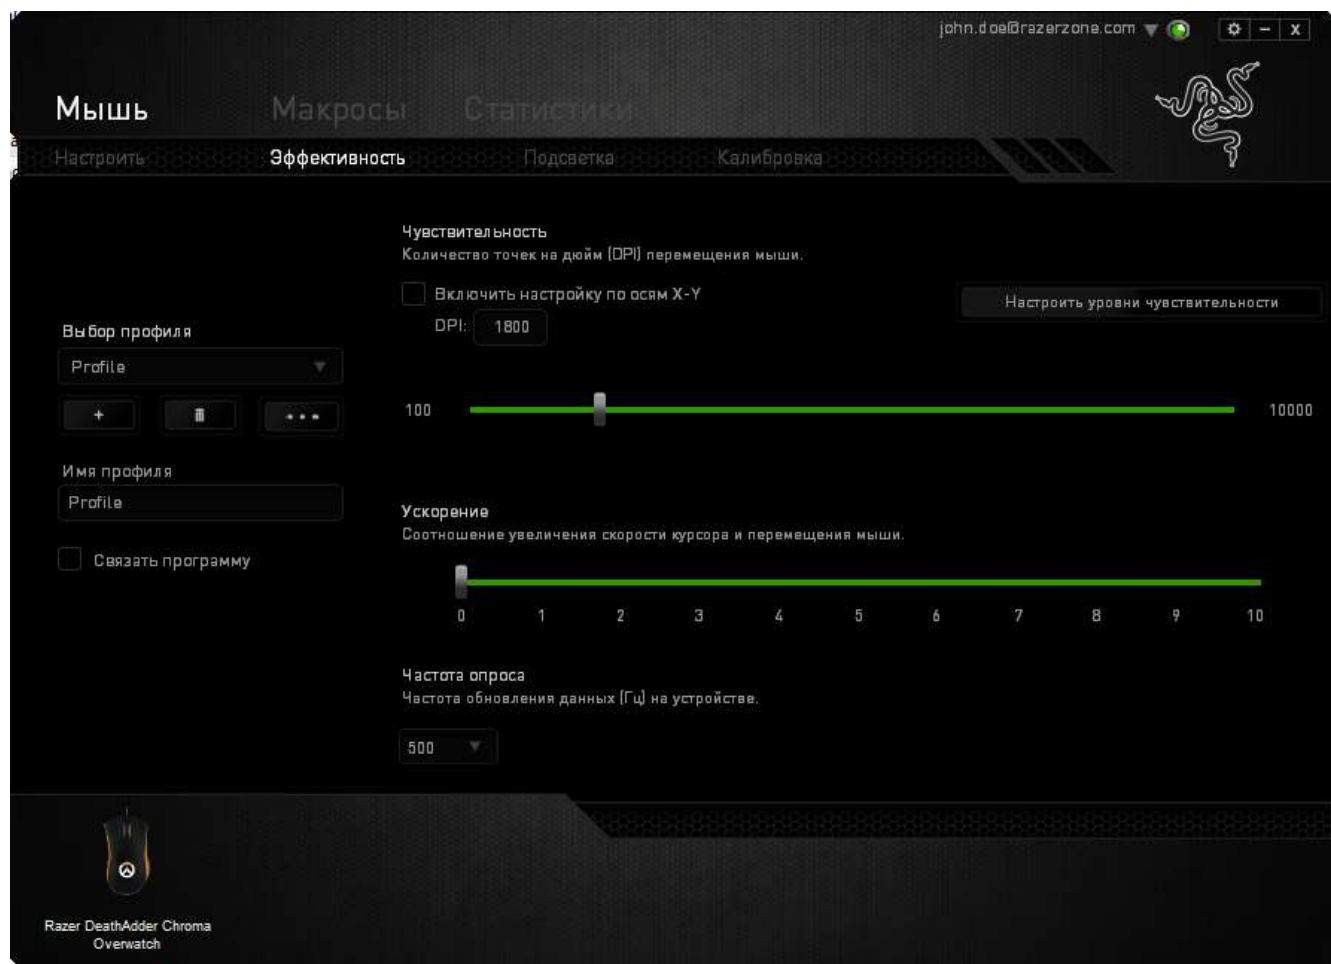 john.doe@razerzone.com
Мышь Макросы Статистики
Настроить Эффективность Подсветка Калибровка
Выбор профиля
Profile
Имя профиля
Profile
Связать программу
Чувствительность
Количество точек на дюйм (DPI) перемещения мыши.
Включить настройку по осям X-Y
DPI: 1800
Настроить уровни чувствительности
100 10000
Ускорение
Соотношение увеличения скорости курсора и перемещения мыши.
0 1 2 3 4 5 6 7 8 9 10
Частота опроса
Частота обновления данных (Гц) на устройстве.
500
Razer DeathAdder Chroma
Overwatch